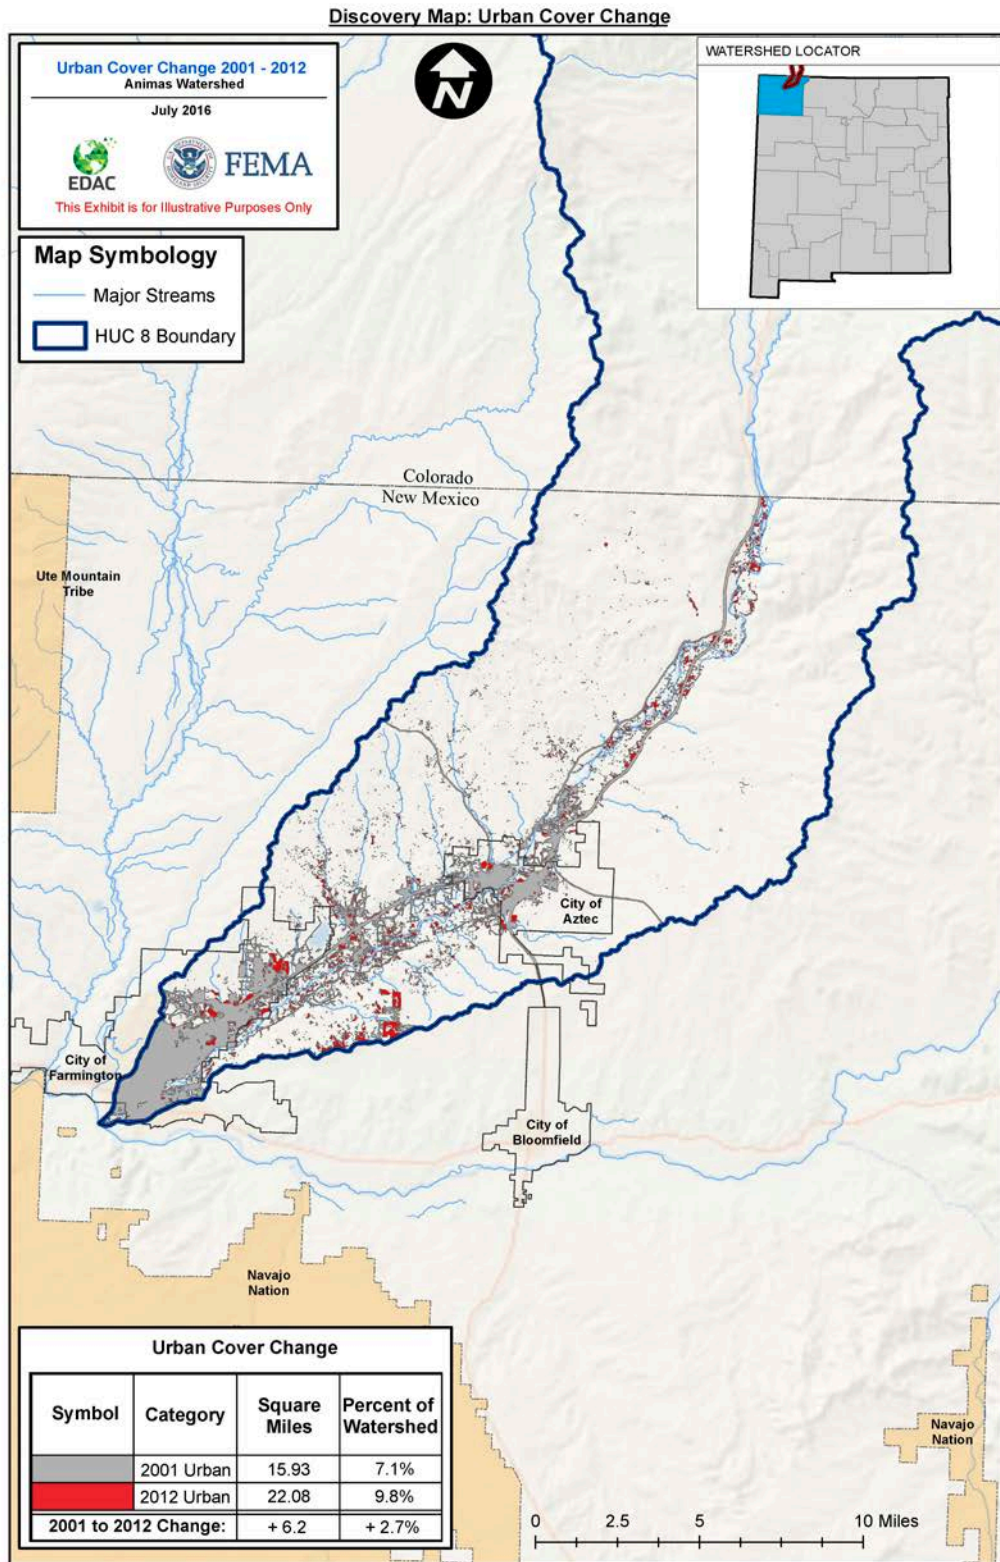 Discovery Map: Urban Cover Change
Urban Cover Change 2001 - 2012
Animas Watershed
July 2016
EDAC
FEMA
This Exhibit is for Illustrative Purposes Only
N
WATERSHED LOCATOR
Map Symbology
Major Streams
HUC 8 Boundary
Colorado
New Mexico
Ute Mountain
Tribe
City of
Aztec
City of
Farmington
City of
Bloomfield
Navajo
Nation
Navajo
Nation
Urban Cover Change
Symbol Category Square Miles Percent of Watershed
2001 Urban 15.93 7.1%
2012 Urban 22.08 9.8%
2001 to 2012 Change: + 6.2 + 2.7%
0 2.5 5 10 Miles